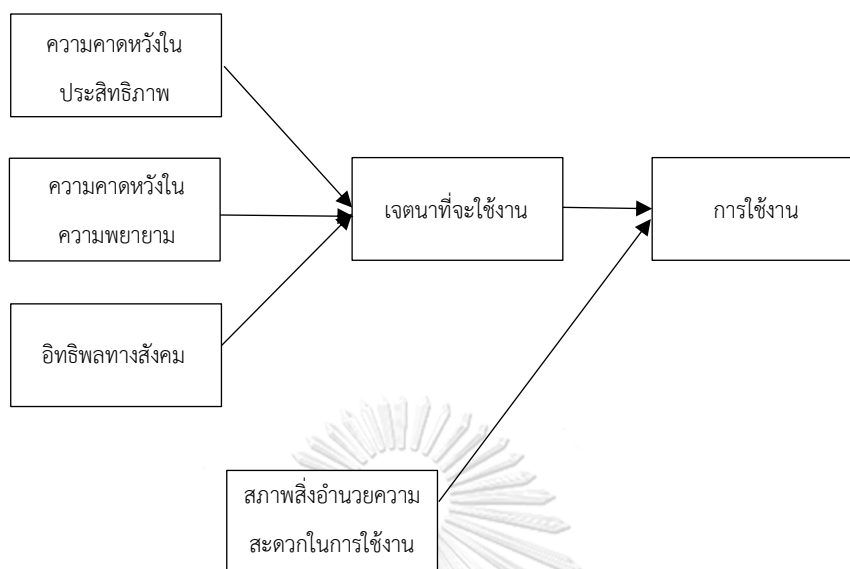 ความคาดหวังใน
ประสิทธิภาพ
ความคาดหวังใน
ความพยายาม
อิทธิพลทางสังคม
เจตนาที่จะใช้งาน
การใช้งาน
สภาพสิ่งอำนวยความ
สะดวกในการใช้งาน